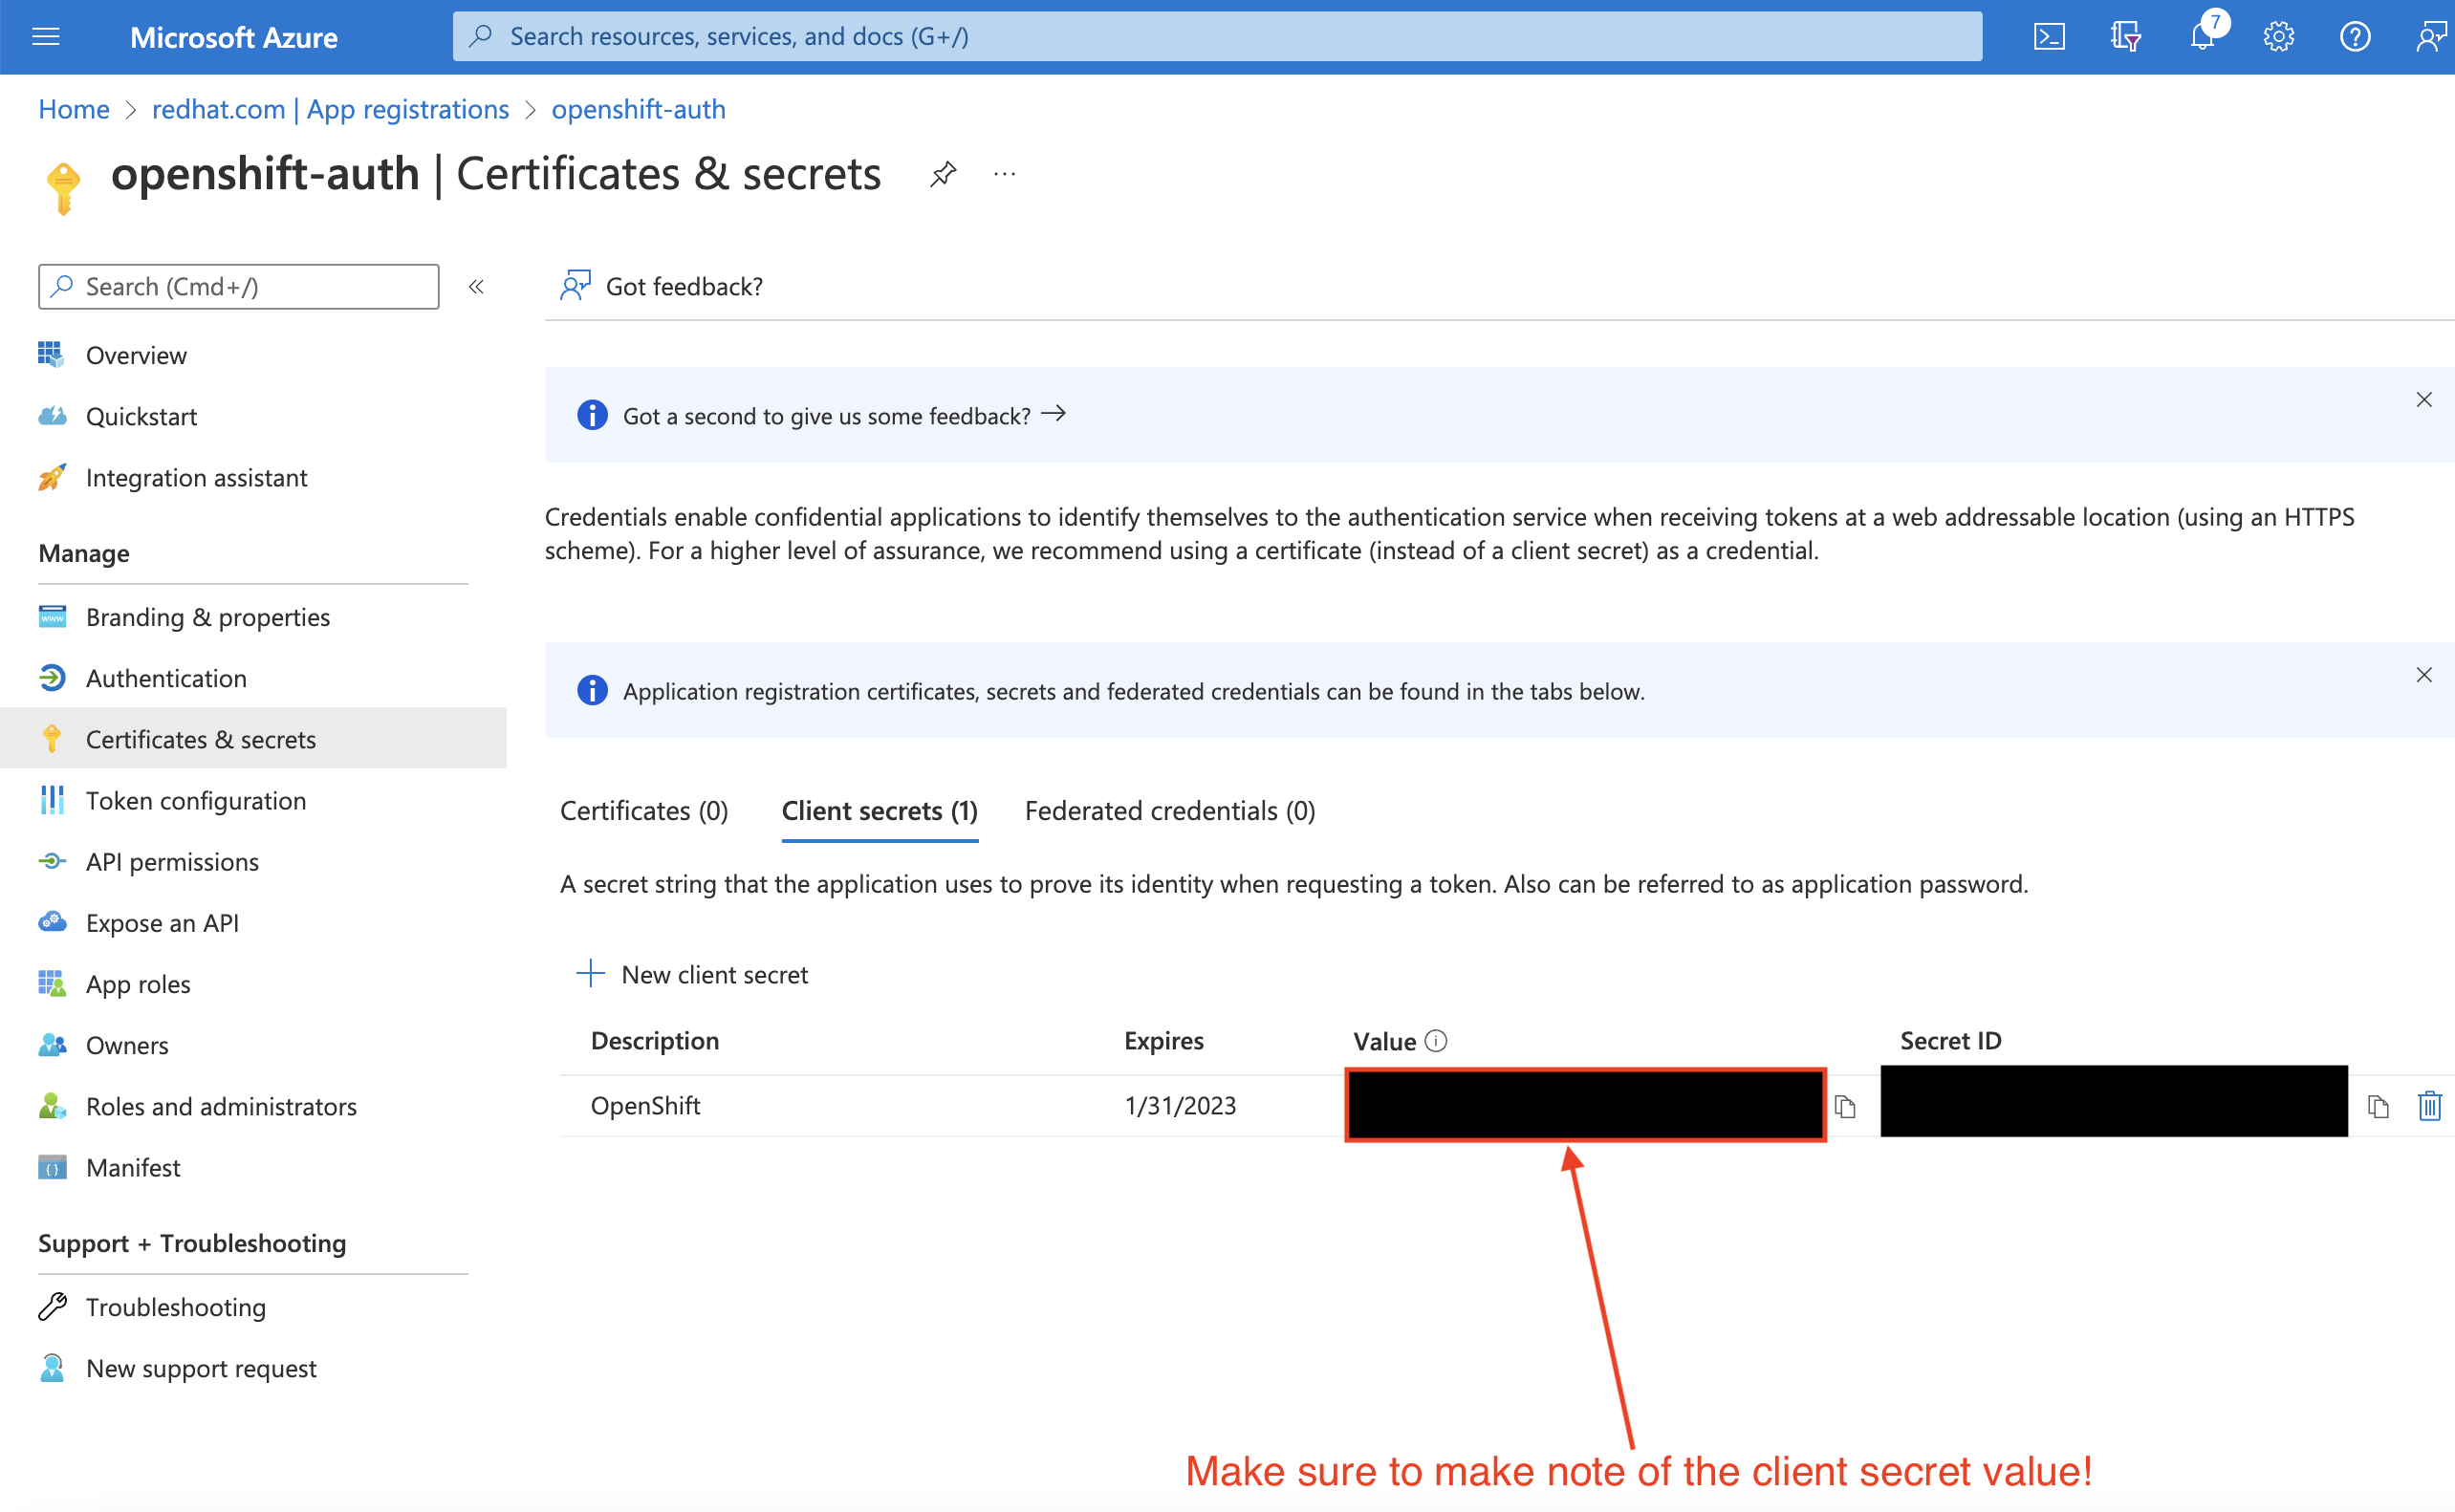 Microsoft Azure
Search resources, services, and docs (G+/)
7
Home > redhat.com | App registrations > openshift-auth
openshift-auth | Certificates & secrets
...
Search (Cmd+/)
«
Overview
Quickstart
Integration assistant
Manage
Branding & properties
Authentication
Certificates & secrets
Token configuration
API permissions
Expose an API
App roles
Owners
Roles and administrators
Manifest
Support + Troubleshooting
Troubleshooting
New support request
Got feedback?
Got a second to give us some feedback? →
Credentials enable confidential applications to identify themselves to the authentication service when receiving tokens at a web addressable location (using an HTTPS
scheme). For a higher level of assurance, we recommend using a certificate (instead of a client secret) as a credential.
Application registration certificates, secrets and federated credentials can be found in the tabs below.
Certificates (0) Client secrets (1) Federated credentials (0)
A secret string that the application uses to prove its identity when requesting a token. Also can be referred to as application password.
New client secret
Description Expires Value Secret ID
OpenShift 1/31/2023
Make sure to make note of the client secret value!